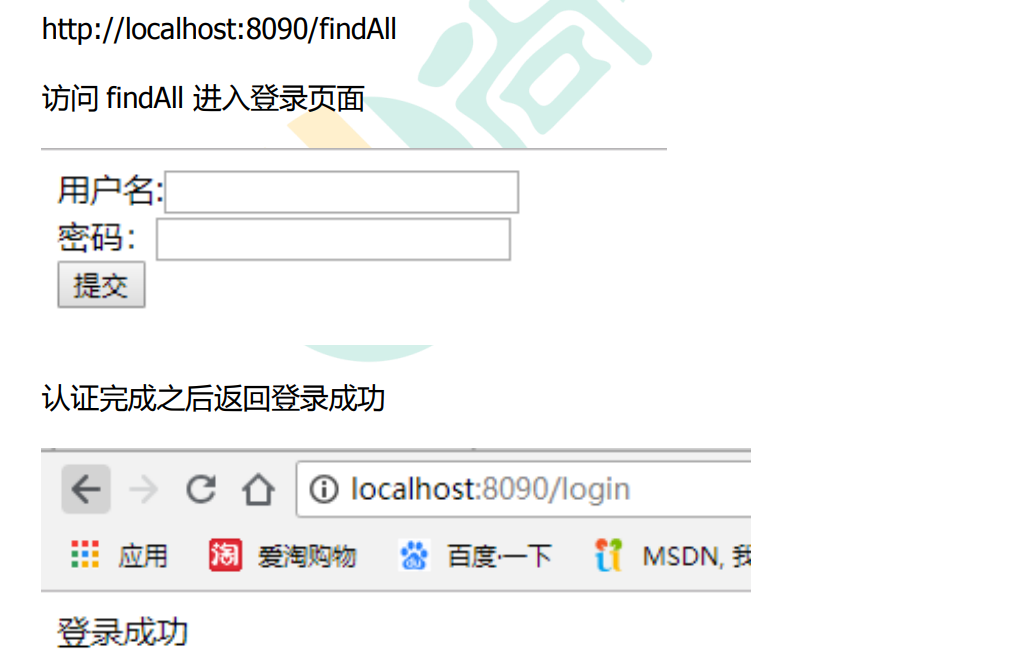 http://localhost:8090/findAll
访问 findAll 进入登录页面
用户名:
密码：
提交
认证完成之后返回登录成功
localhost:8090/login
应用 淘 爱淘购物 百度·一下 MSDN, 我
登录成功